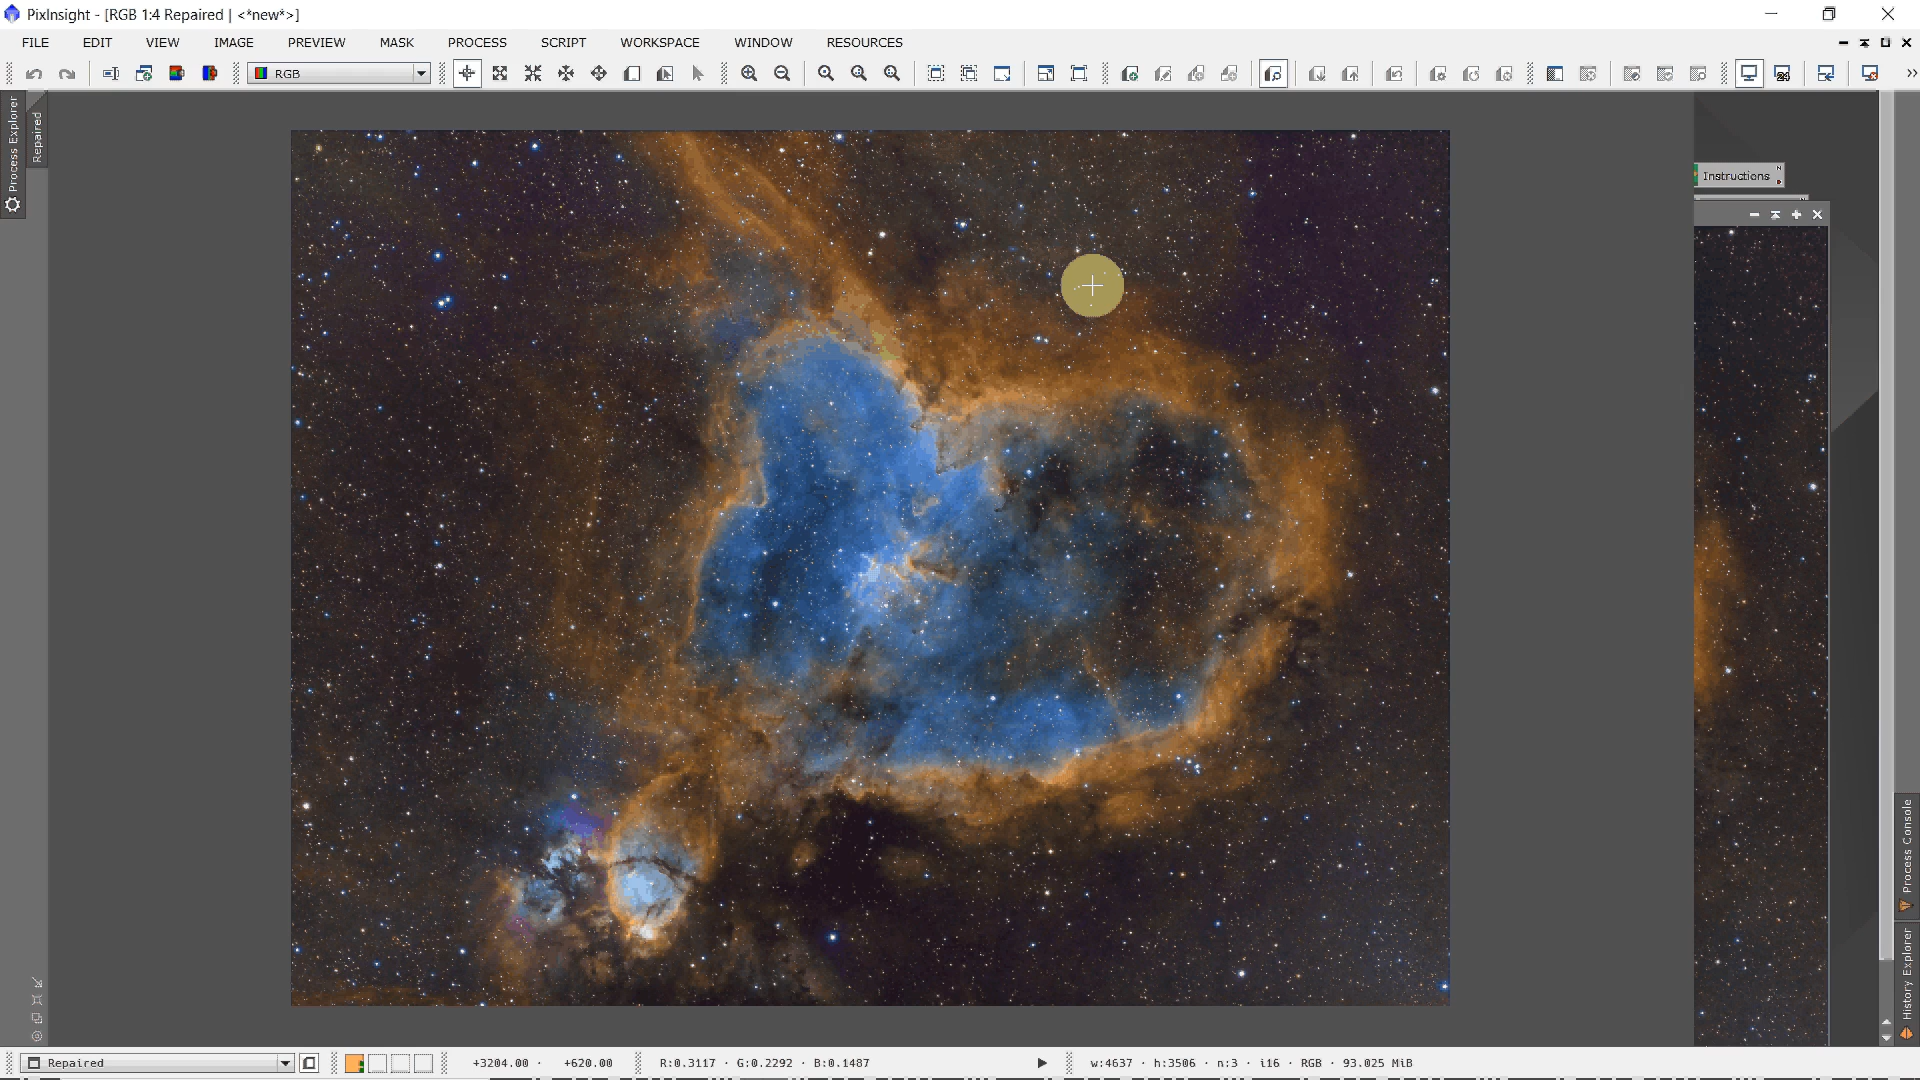 PixInsight - [RGB 1:4 Repaired | <*new*>]
FILE EDIT VIEW IMAGE PREVIEW MASK PROCESS SCRIPT WORKSPACE WINDOW RESOURCES
RGB
Process Explorer
Repaired
Instructions
Process Console
History Explorer
Repaired
+3204.00 · +620.00
R:0.3117 · G:0.2292 · B:0.1487
w:4637 · h:3506 · n:3 · i16 · RGB · 93.025 MiB